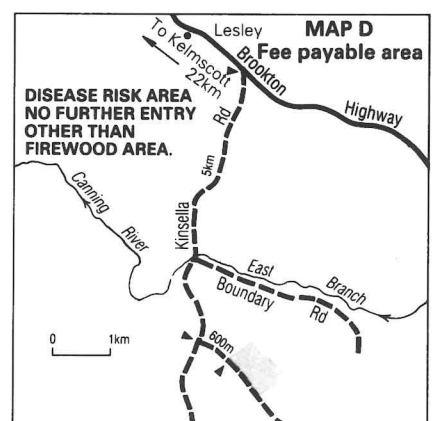 MAP D
Fee payable area
Lesley
To Kelmscott
22km
Brookton
Highway
DISEASE RISK AREA
NO FURTHER ENTRY
OTHER THAN
FIREWOOD AREA.
Rd
5km
Kinsella
Canning
River
East
Branch
Boundary
Rd
0 1km
600m